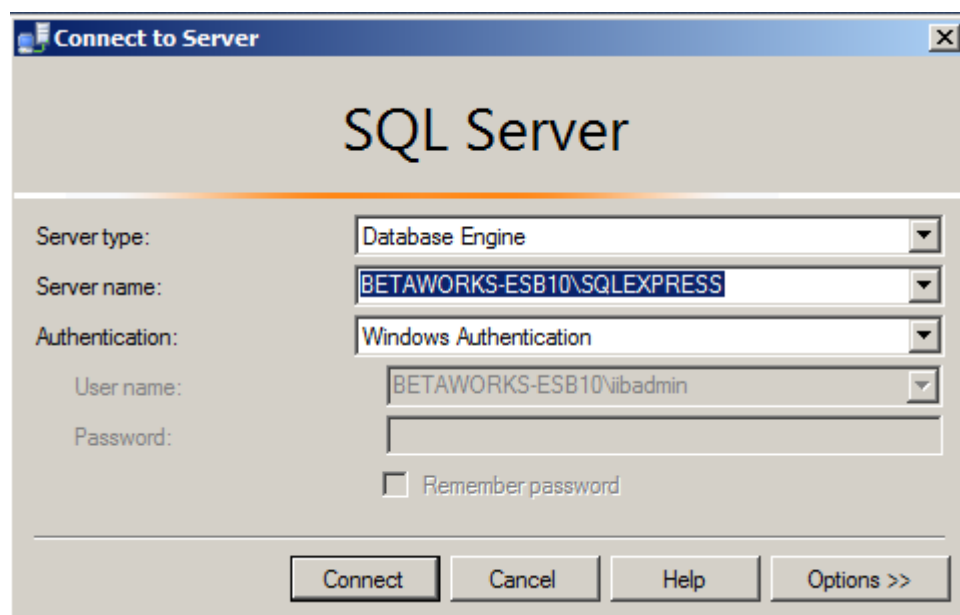 Connect to Server
SQL Server
Server type: Database Engine
Server name: BETAWORKS-ESB10\SQLEXPRESS
Authentication: Windows Authentication
User name: BETAWORKS-ESB10\iibadmin
Password:
Remember password
Connect Cancel Help Options >>